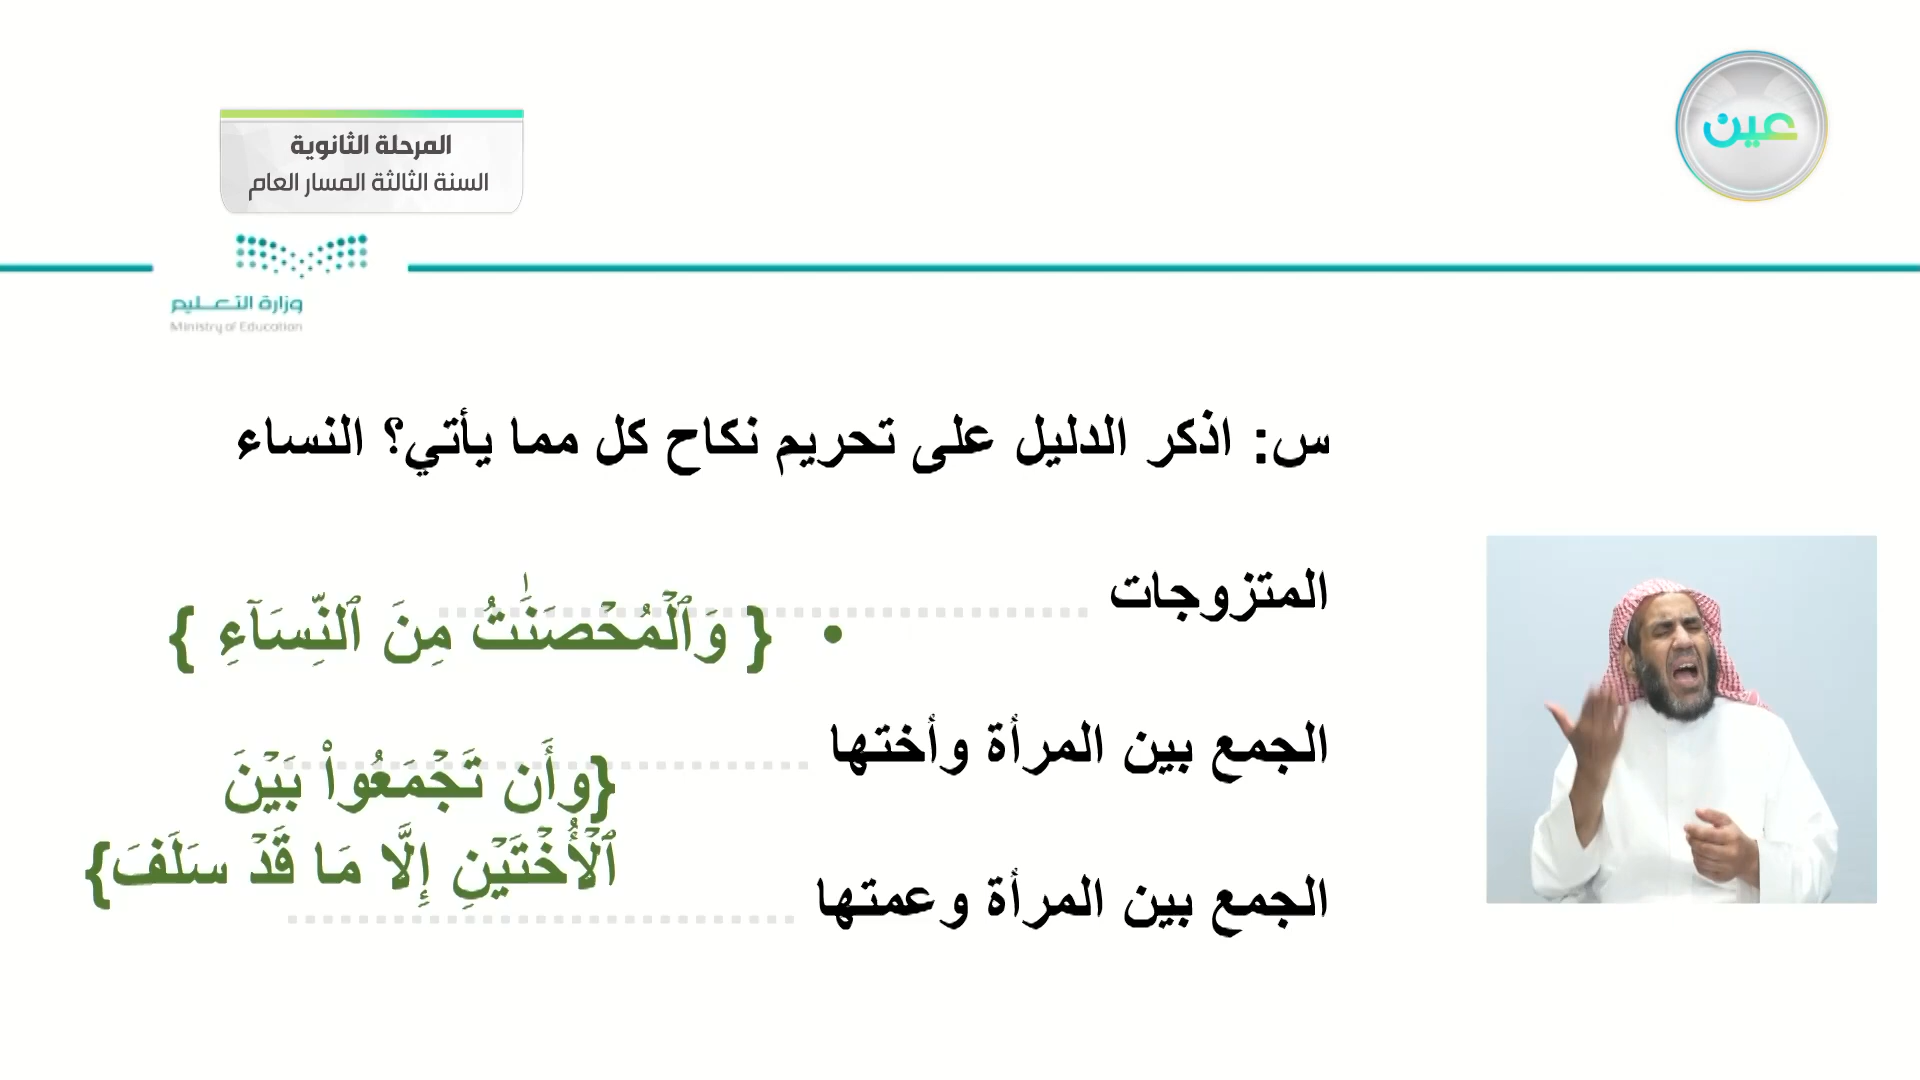 عين
المرحلة الثانوية
السنة الثالثة المسار العام
وزارة التعليم
Ministry of Education
س: اذكر الدليل على تحريم نكاح كل مما يأتي؟ النساء
المتزوجات
• { وَٱلۡمُحۡصَنَٰتُ مِنَ ٱلنِّسَآءِ }
الجمع بين المرأة وأختها
{وأَن تَجۡمَعُواْ بَيۡنَ
ٱلۡأُخۡتَيۡنِ إِلَّا مَا قَدۡ سَلَفَ}
الجمع بين المرأة وعمتها